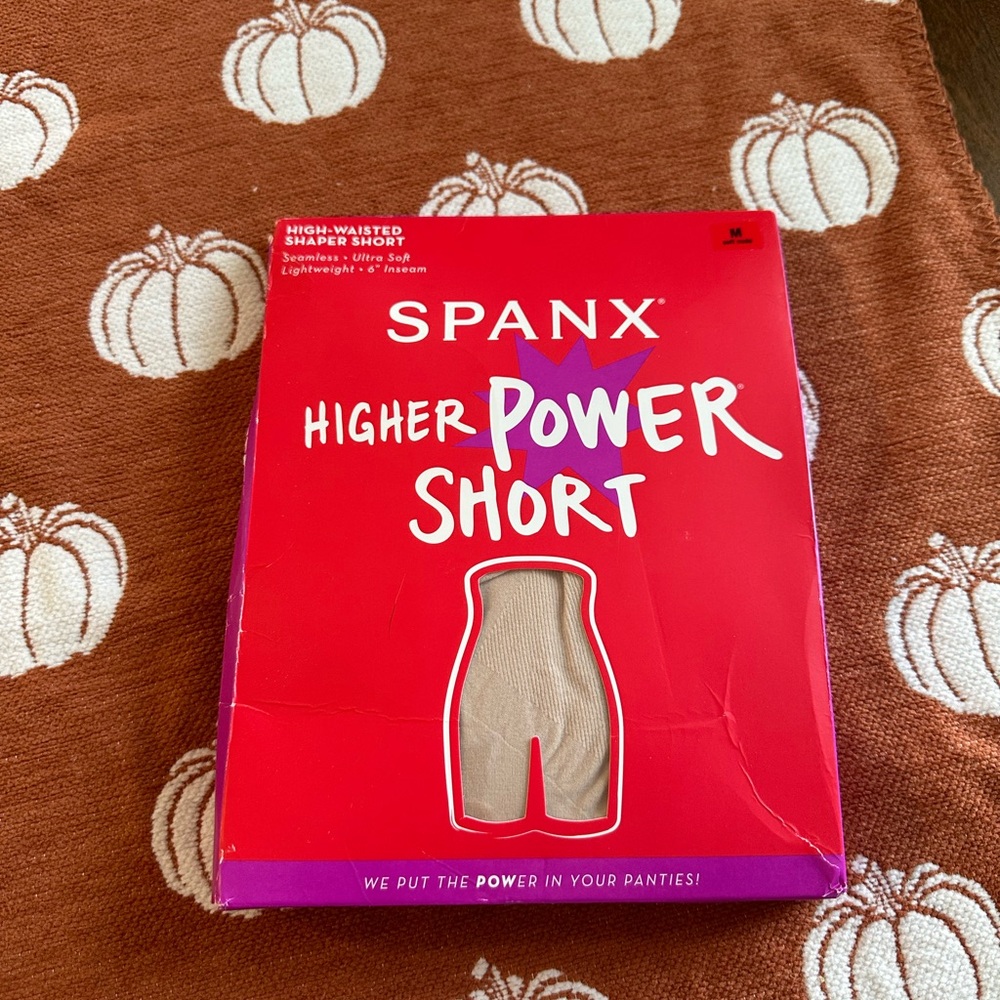 HIGH-WAISTED
SHAPER SHORT
Seamless • Ultra Soft
Lightweight • 6" Inseam
M
SPANX®
HIGHER POWER®
SHORT
WE PUT THE POWER IN YOUR PANTIES!